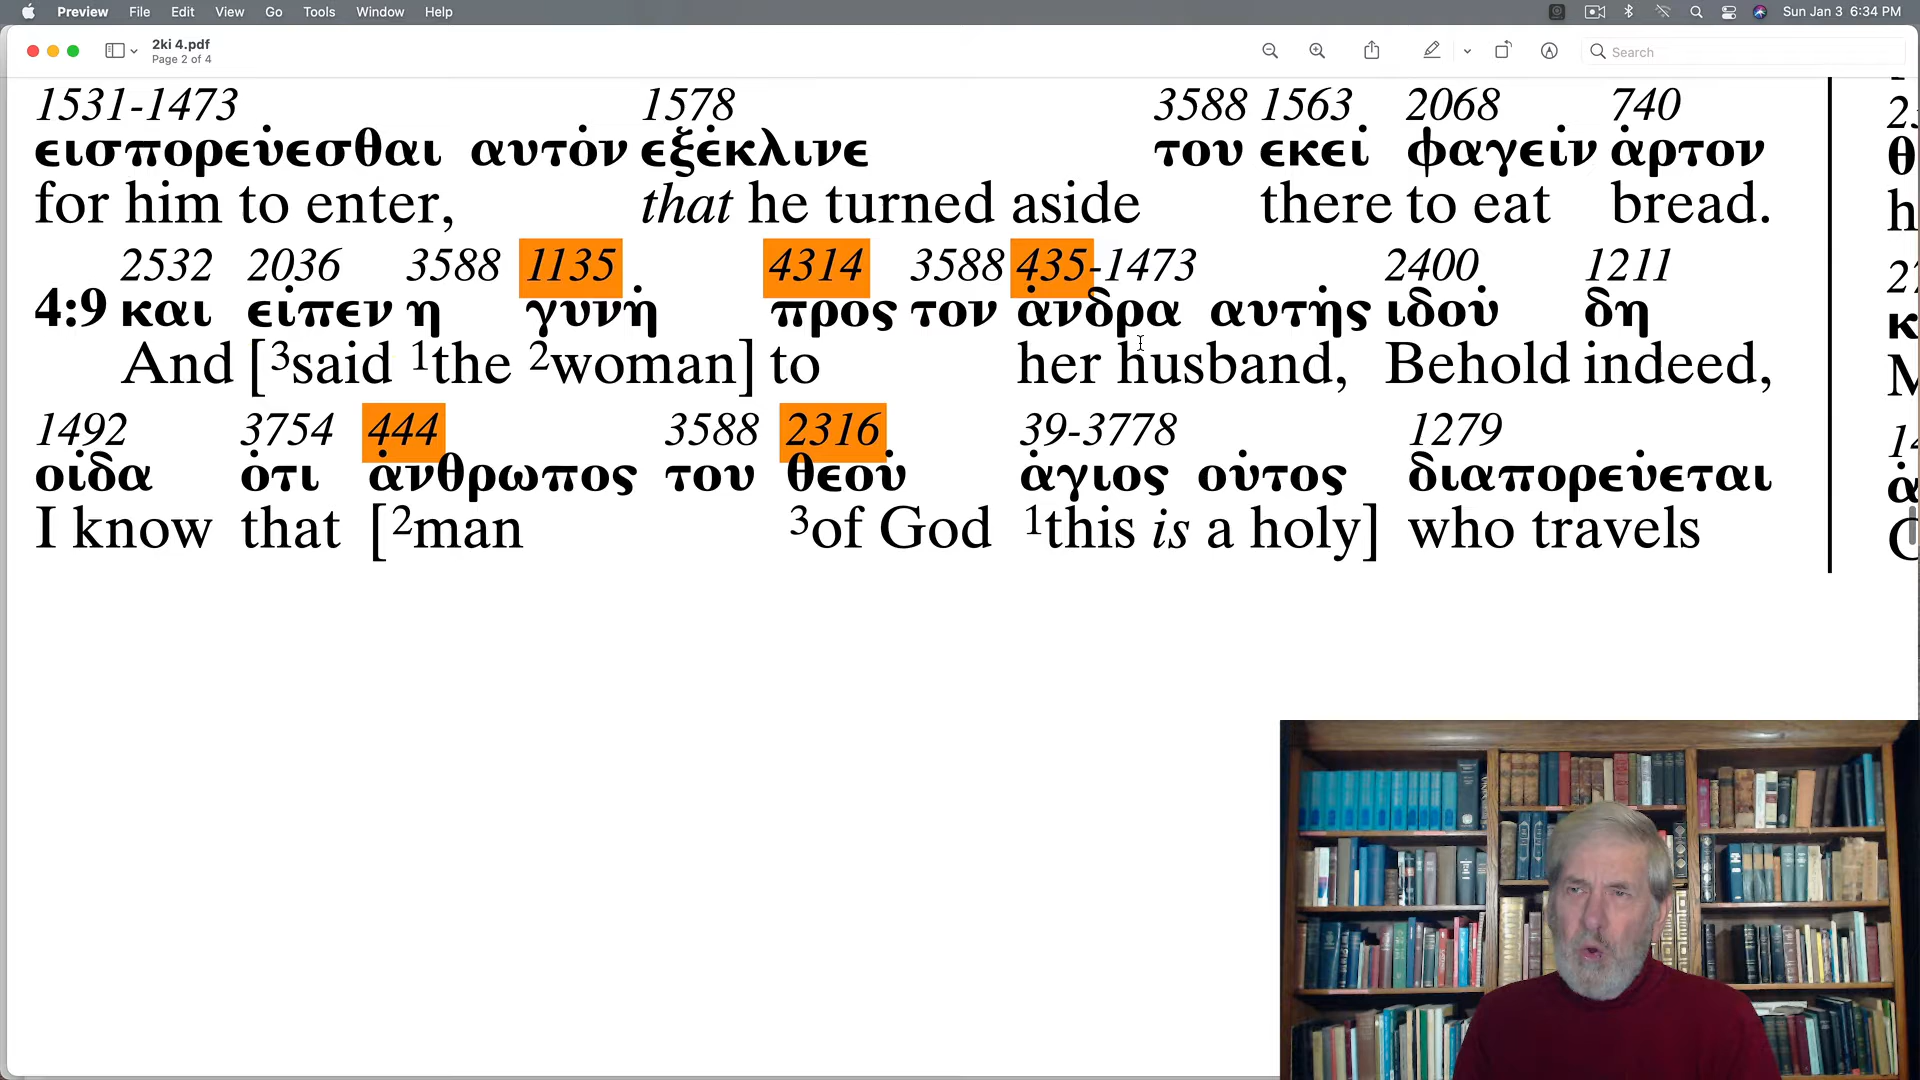 Preview File Edit View Go Tools Window Help Sun Jan 3 6:34 PM
2ki 4.pdf
Page 2 of 4
Search
1531-1473 1578 3588 1563 2068 740
εισπορεύεσθαι αυτόν εξέκλινε του εκεί φαγείν άρτον
for him to enter, that he turned aside there to eat bread.
2532 2036 3588 1135 4314 3588 435-1473 2400 1211
4:9 και είπεν η γυνή προς τον άνδρα αυτής ιδού δη
And [³said ¹the ²woman] to her husband, Behold indeed,
1492 3754 444 3588 2316 39-3778 1279
οίδα ότι άνθρωπος του θεού άγιος ούτος διαπορεύεται
I know that [²man ³of God ¹this is a holy] who travels